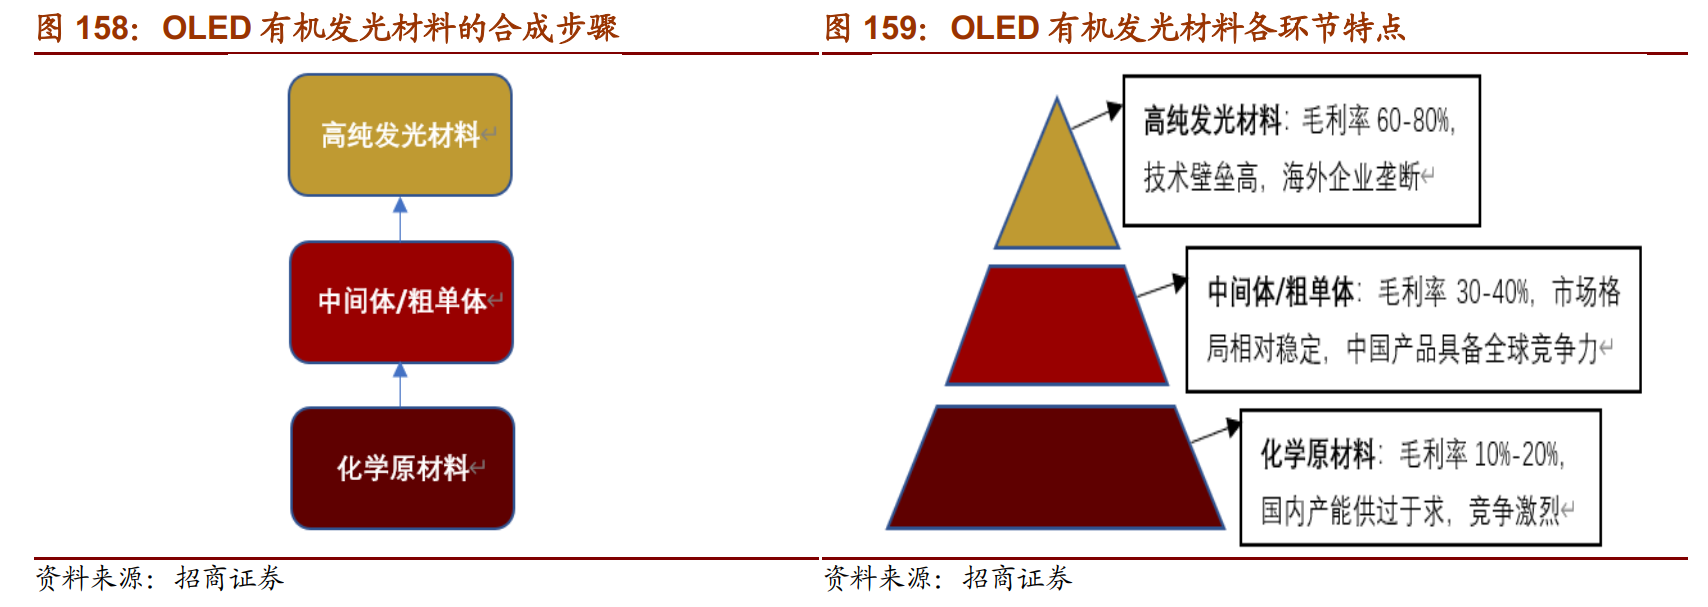 图 158：OLED 有机发光材料的合成步骤
高纯发光材料↵
中间体/粗单体↵
化学原材料↵
资料来源：招商证券
图 159：OLED 有机发光材料各环节特点
高纯发光材料：毛利率 60-80%，
技术壁垒高，海外企业垄断↵
中间体/粗单体：毛利率 30-40%，市场格
局相对稳定，中国产品具备全球竞争力↵
化学原材料：毛利率 10%-20%，
国内产能供过于求，竞争激烈↵
资料来源：招商证券